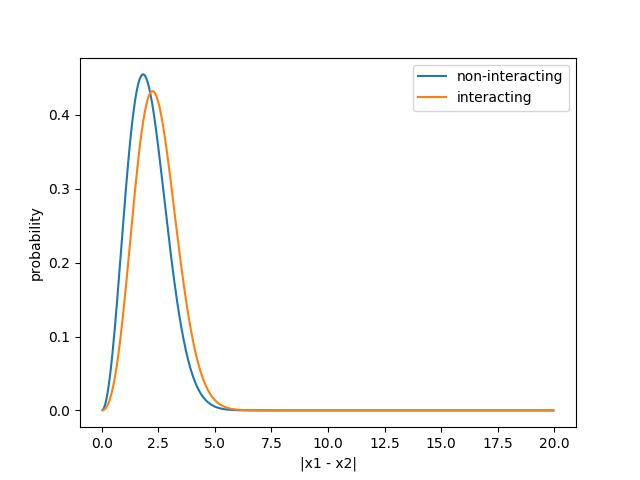 non-interacting
interacting
probability
0.4
0.3
0.2
0.1
0.0
0.0 2.5 5.0 7.5 10.0 12.5 15.0 17.5 20.0
|x1 - x2|